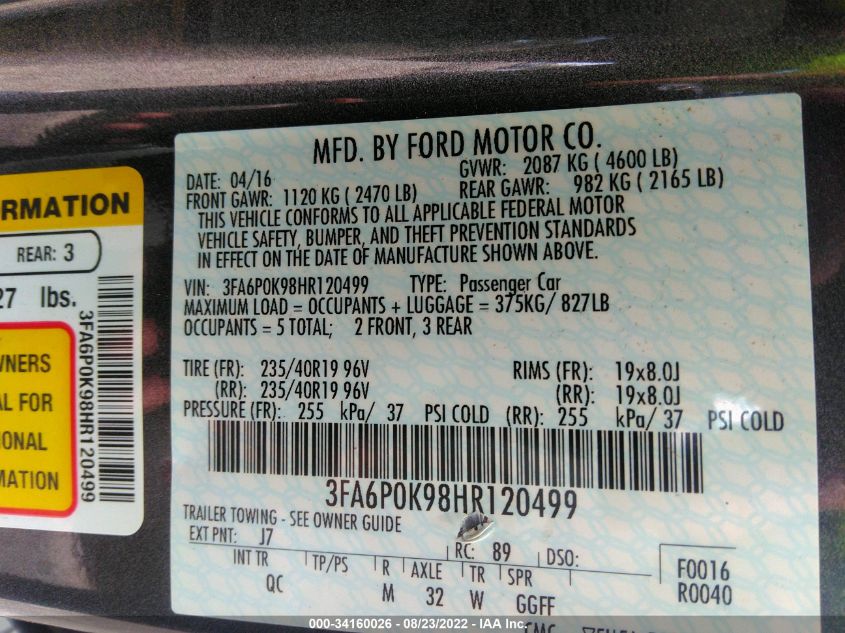 RMATION
REAR: 3
27 lbs.
WNERS
AL FOR
IONAL
MATION
3FA6P0K98HR120499
MFD. BY FORD MOTOR CO.
DATE: 04/16 GVWR: 2087 KG ( 4600 LB)
FRONT GAWR: 1120 KG ( 2470 LB) REAR GAWR: 982 KG ( 2165 LB)
THIS VEHICLE CONFORMS TO ALL APPLICABLE FEDERAL MOTOR
VEHICLE SAFETY, BUMPER, AND THEFT PREVENTION STANDARDS
IN EFFECT ON THE DATE OF MANUFACTURE SHOWN ABOVE.
VIN: 3FA6P0K98HR120499 TYPE: Passenger Car
MAXIMUM LOAD = OCCUPANTS + LUGGAGE = 375KG/ 827LB
OCCUPANTS = 5 TOTAL; 2 FRONT, 3 REAR
TIRE (FR): 235/40R19 96V RIMS (FR): 19x8.0J
(RR): 235/40R19 96V (RR): 19x8.0J
PRESSURE (FR): 255 kPa/ 37 PSI COLD (RR): 255 kPa/ 37 PSI COLD
3FA6P0K98HR120499
TRAILER TOWING - SEE OWNER GUIDE
EXT PNT: J7 RC: 89 DSO:
INT TR TP/PS R AXLE TR SPR F0016
QC M 32 W GGFF R0040
000-34160026 - 08/23/2022 - IAA Inc.